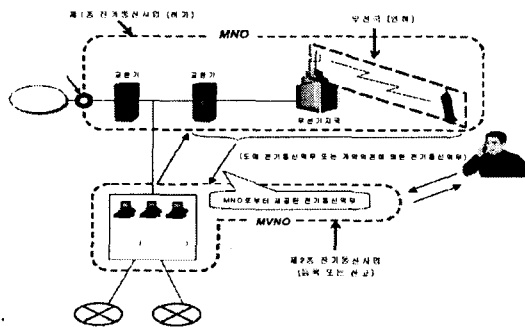 제1종 전기통신사업 (허가)
MNO
무선국 (면허)
교환기
교환기
무선기지국
(도매 전기통신역무 또는 계약약관에 의한 전기통신역무)
MNO로부터 제공된 전기통신역무
MVNO
제2종 전기통신사업
(등록 또는 신고)